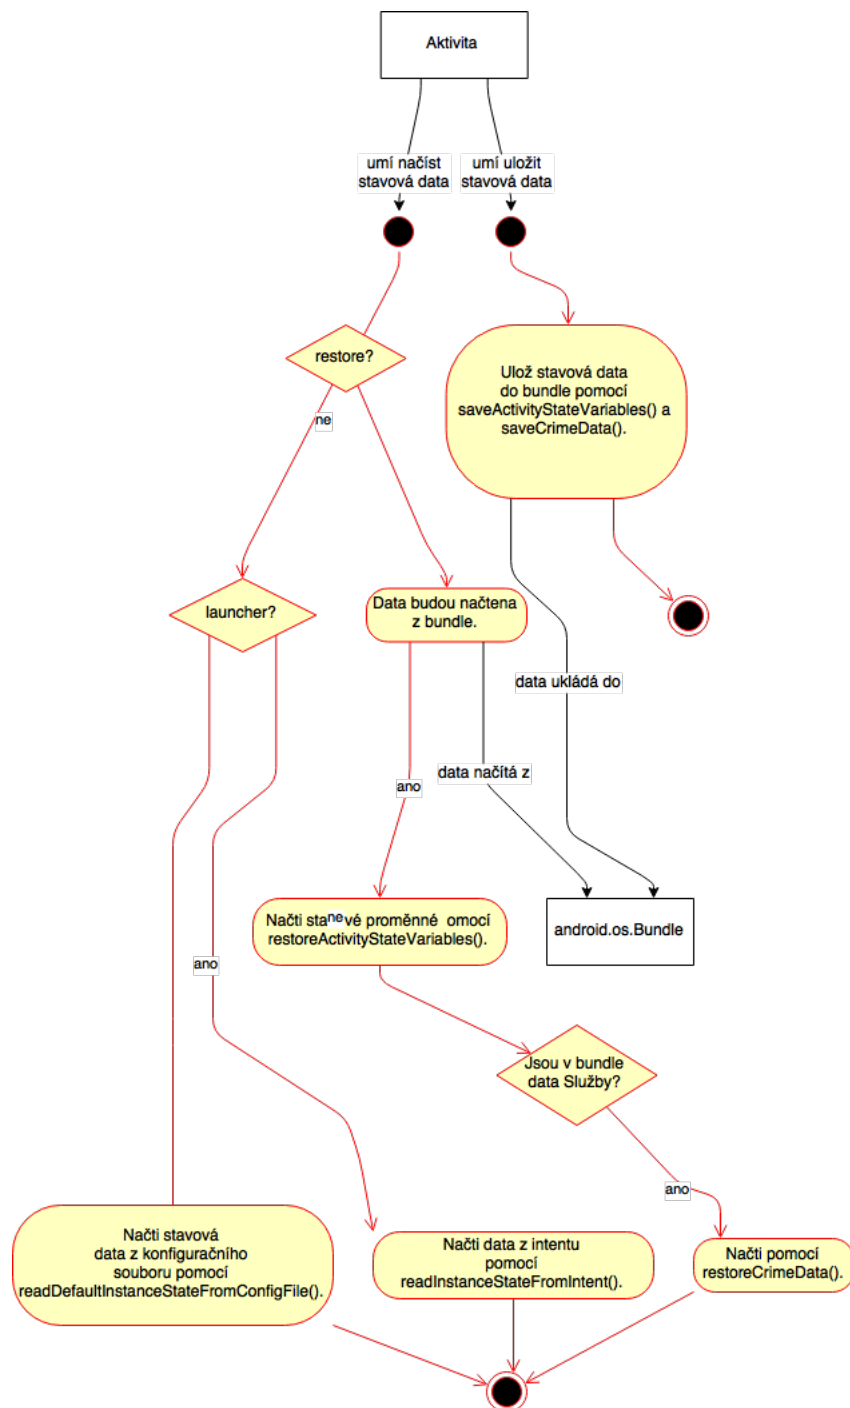 Aktivita
umí načíst
stavová data
umí uložit
stavová data
restore?
Ulož stavová data
do bundle pomocí
saveActivityStateVariables() a
saveCrimeData().
ne
launcher?
Data budou načtena
z bundle.
data ukládá do
data načítá z
ano
Načti sta ne vé proměnné omocí
restoreActivityStateVariables().
android.os.Bundle
ano
Jsou v bundle
data Služby?
ano
Načti stavová
data z konfiguračního
souboru pomocí
readDefaultInstanceStateFromConfigFile().
Načti data z intentu
pomocí
readInstanceStateFromIntent().
Načti pomocí
restoreCrimeData().